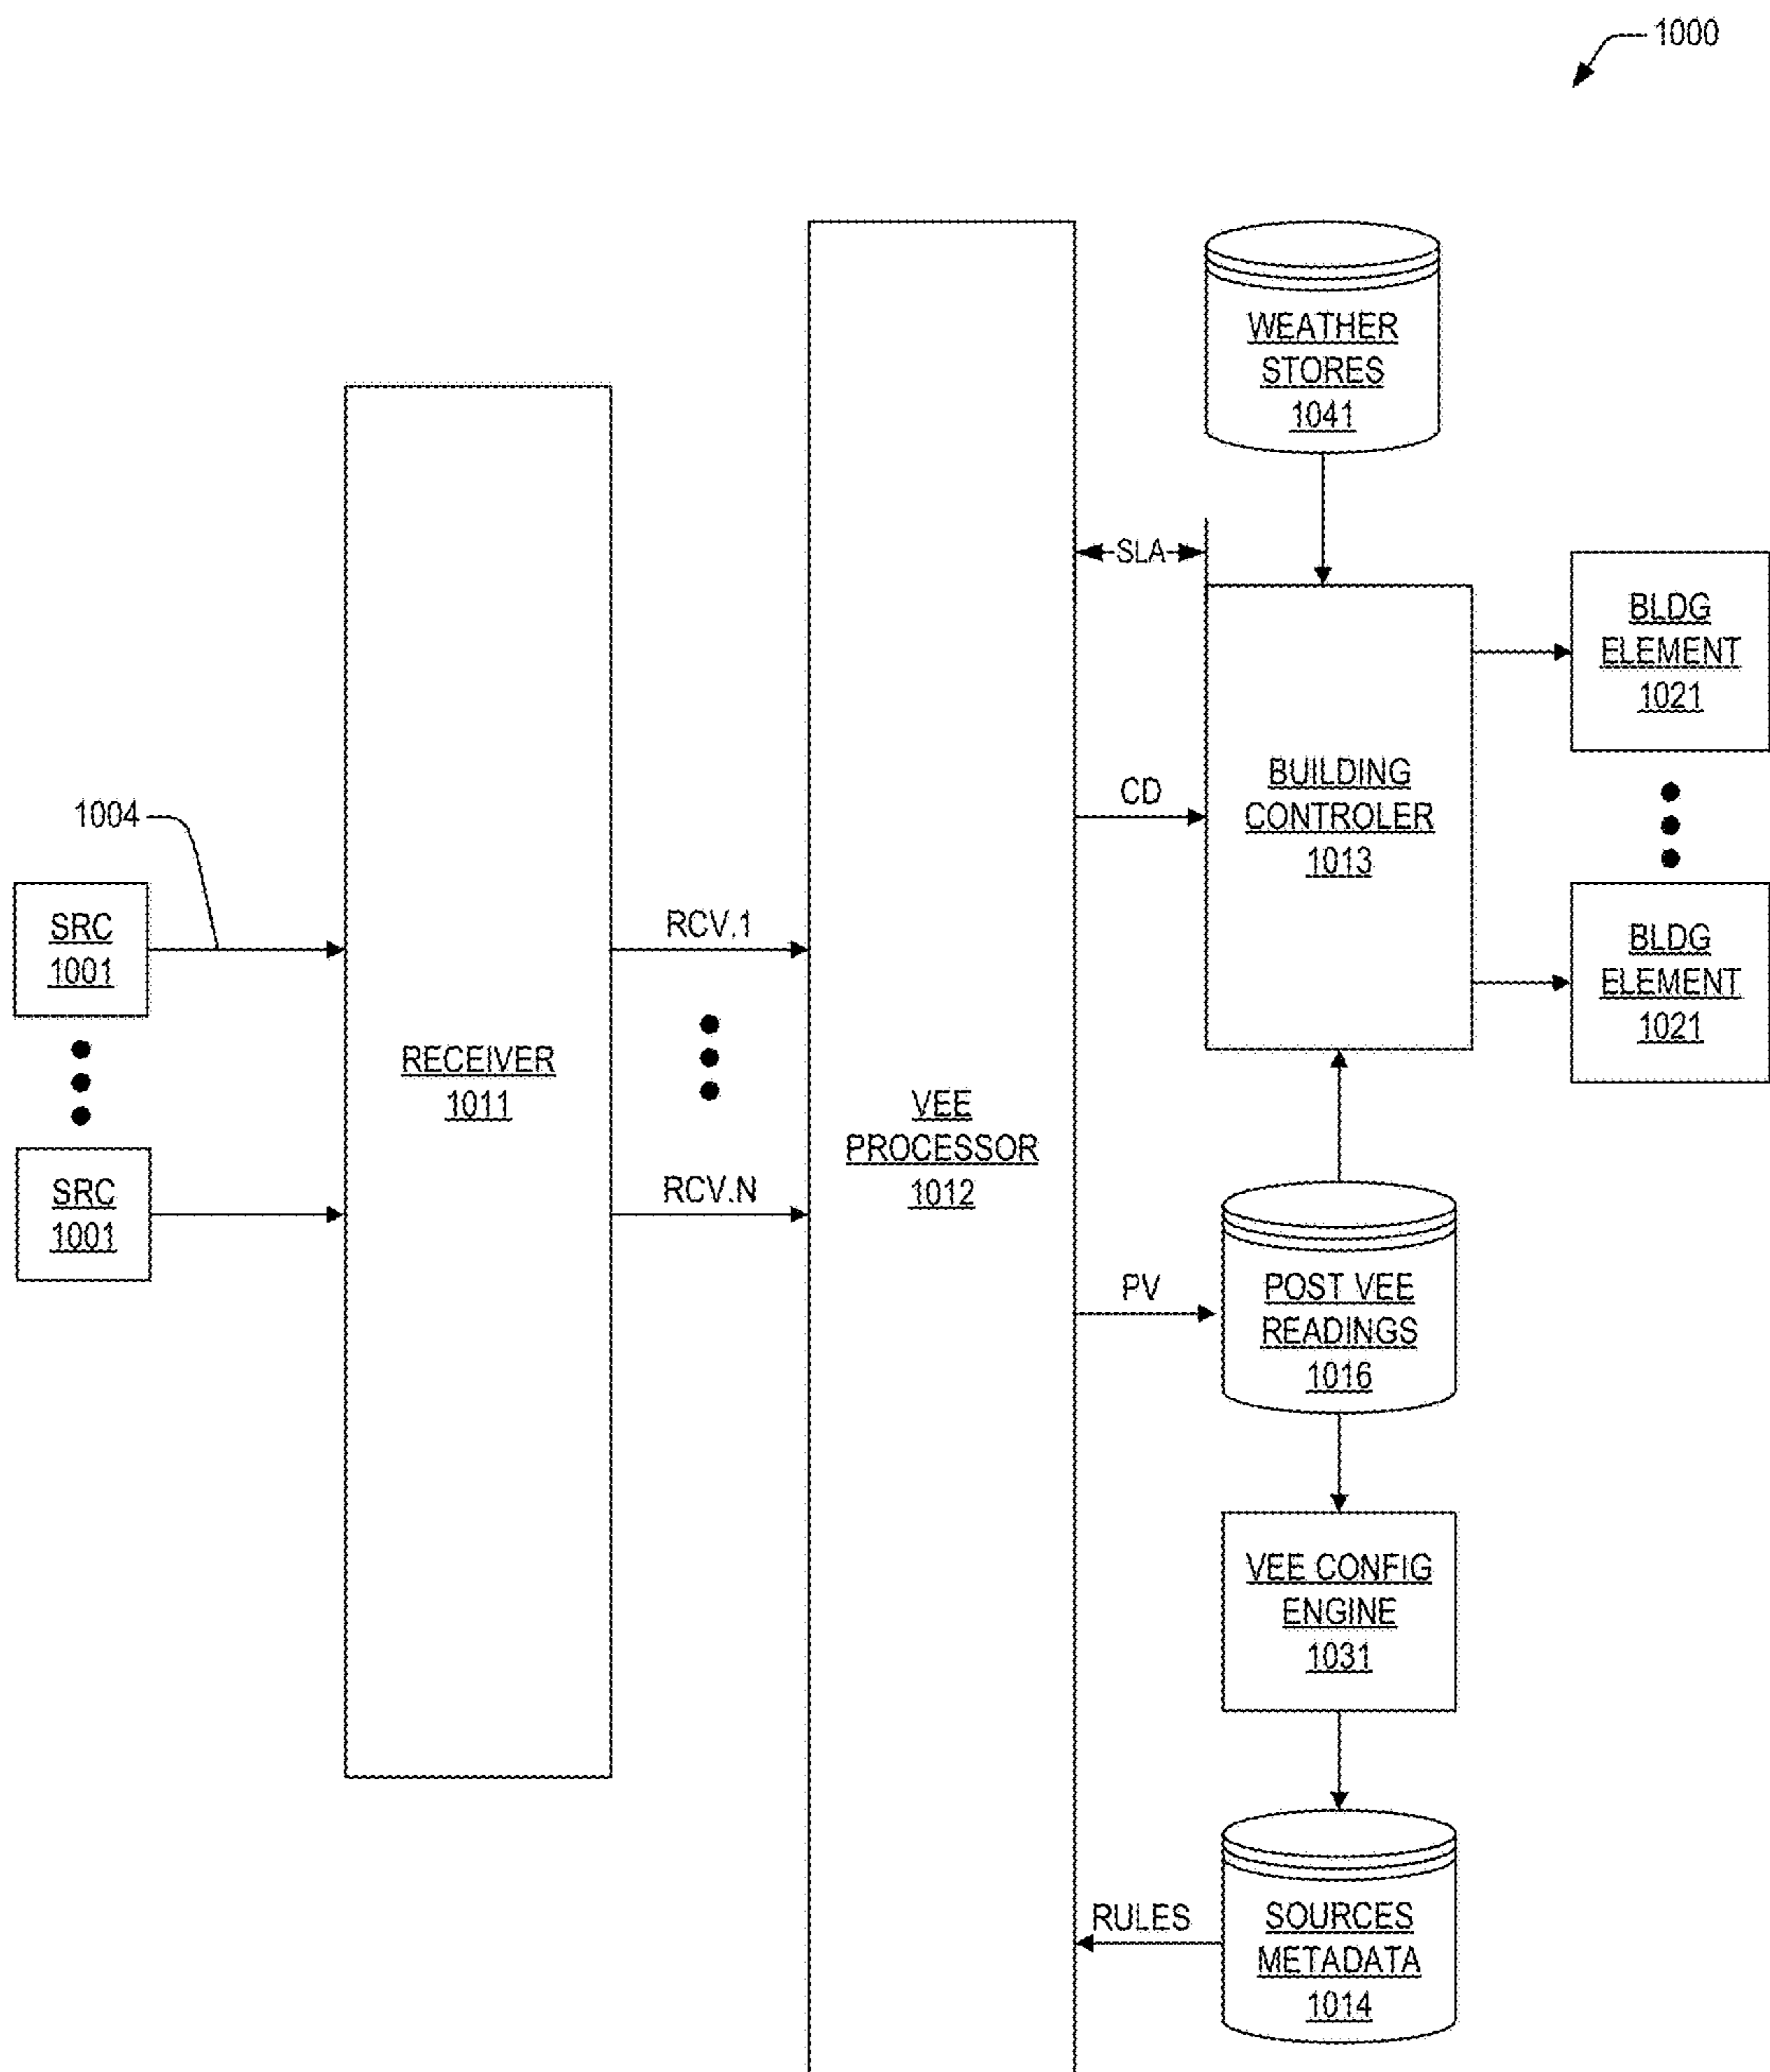 1000
WEATHER
STORES
1041
SLA
BLDG
ELEMENT
1021
CD
BUILDING
CONTROLER
1013
1004
SRC
1001
RCV.1
BLDG
ELEMENT
1021
RECEIVER
1011
VEE
PROCESSOR
1012
SRC
1001
RCV.N
PV
POST VEE
READINGS
1016
VEE CONFIG
ENGINE
1031
RULES
SOURCES
METADATA
1014